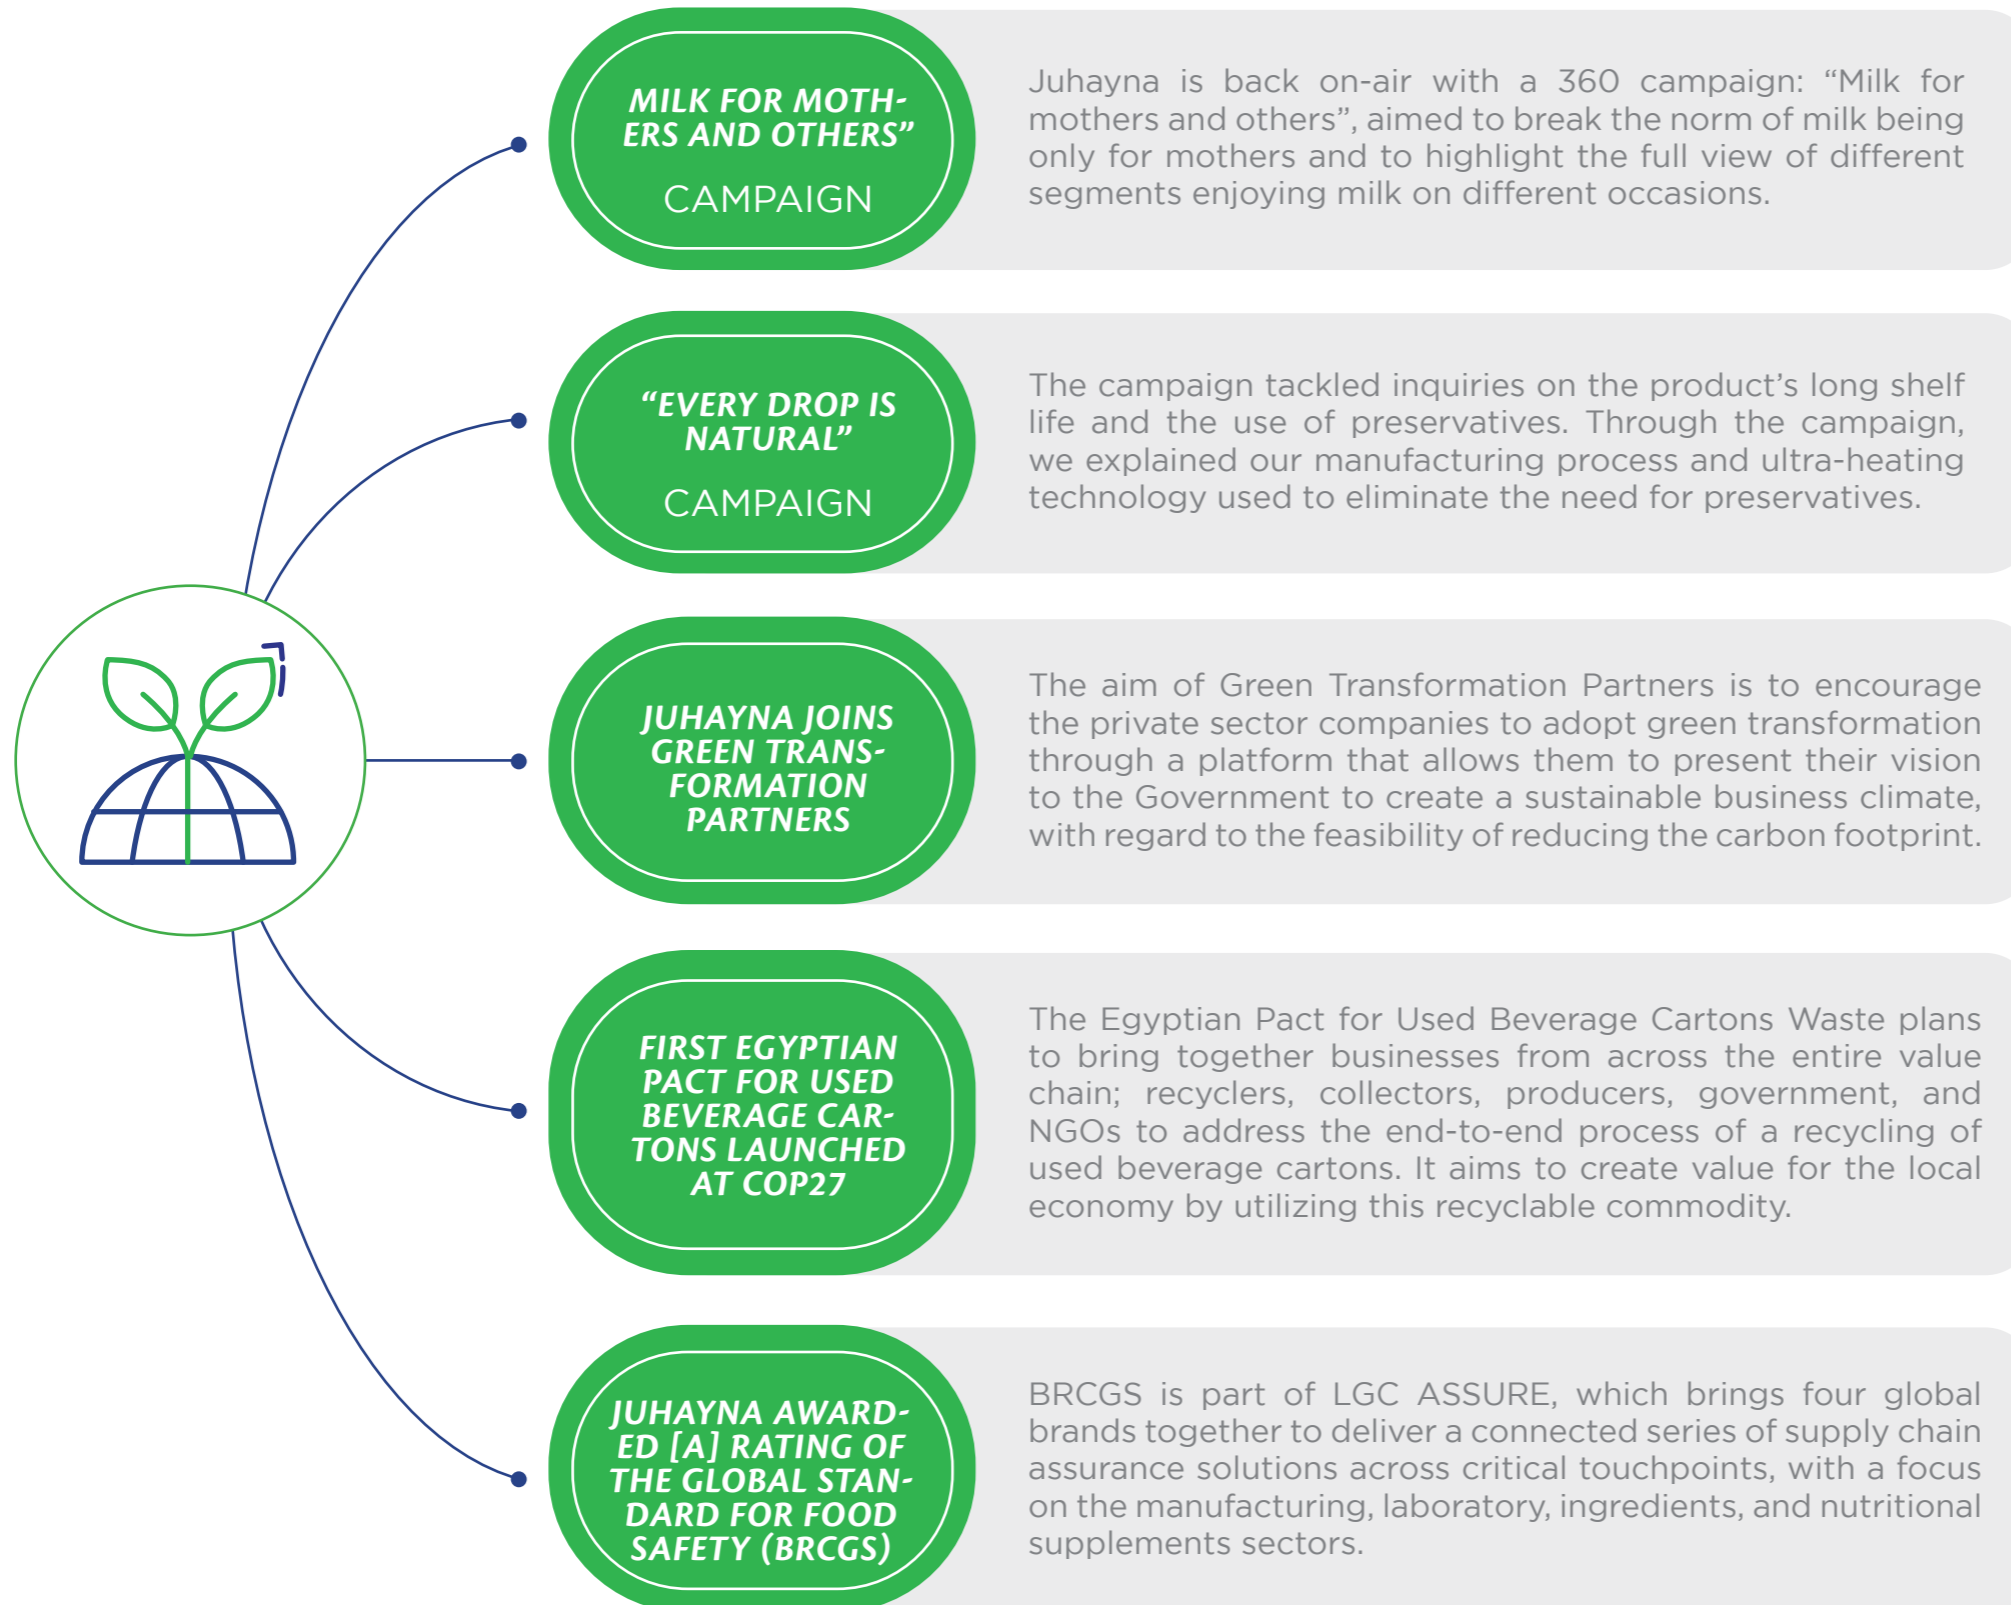 MILK FOR MOTH-
ERS AND OTHERS”
CAMPAIGN
Juhayna is back on-air with a 360 campaign: “Milk for
mothers and others”, aimed to break the norm of milk being
only for mothers and to highlight the full view of different
segments enjoying milk on different occasions.
“EVERY DROP IS
NATURAL”
CAMPAIGN
The campaign tackled inquiries on the product’s long shelf
life and the use of preservatives. Through the campaign,
we explained our manufacturing process and ultra-heating
technology used to eliminate the need for preservatives.
JUHAYNA JOINS
GREEN TRANS-
FORMATION
PARTNERS
The aim of Green Transformation Partners is to encourage
the private sector companies to adopt green transformation
through a platform that allows them to present their vision
to the Government to create a sustainable business climate,
with regard to the feasibility of reducing the carbon footprint.
FIRST EGYPTIAN
PACT FOR USED
BEVERAGE CAR-
TONS LAUNCHED
AT COP27
The Egyptian Pact for Used Beverage Cartons Waste plans
to bring together businesses from across the entire value
chain; recyclers, collectors, producers, government, and
NGOs to address the end-to-end process of a recycling of
used beverage cartons. It aims to create value for the local
economy by utilizing this recyclable commodity.
JUHAYNA AWARD-
ED [A] RATING OF
THE GLOBAL STAN-
DARD FOR FOOD
SAFETY (BRCGS)
BRCGS is part of LGC ASSURE, which brings four global
brands together to deliver a connected series of supply chain
assurance solutions across critical touchpoints, with a focus
on the manufacturing, laboratory, ingredients, and nutritional
supplements sectors.